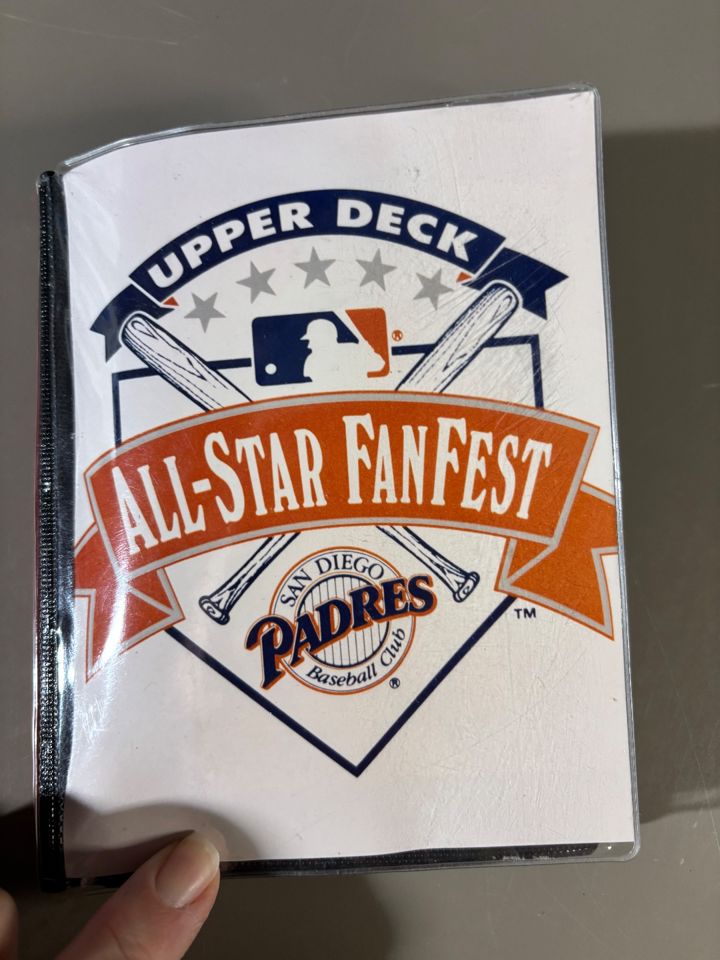 UPPER DECK
®
ALL-STAR FANFEST
TM
SAN DIEGO
PADRES
Baseball Club
®